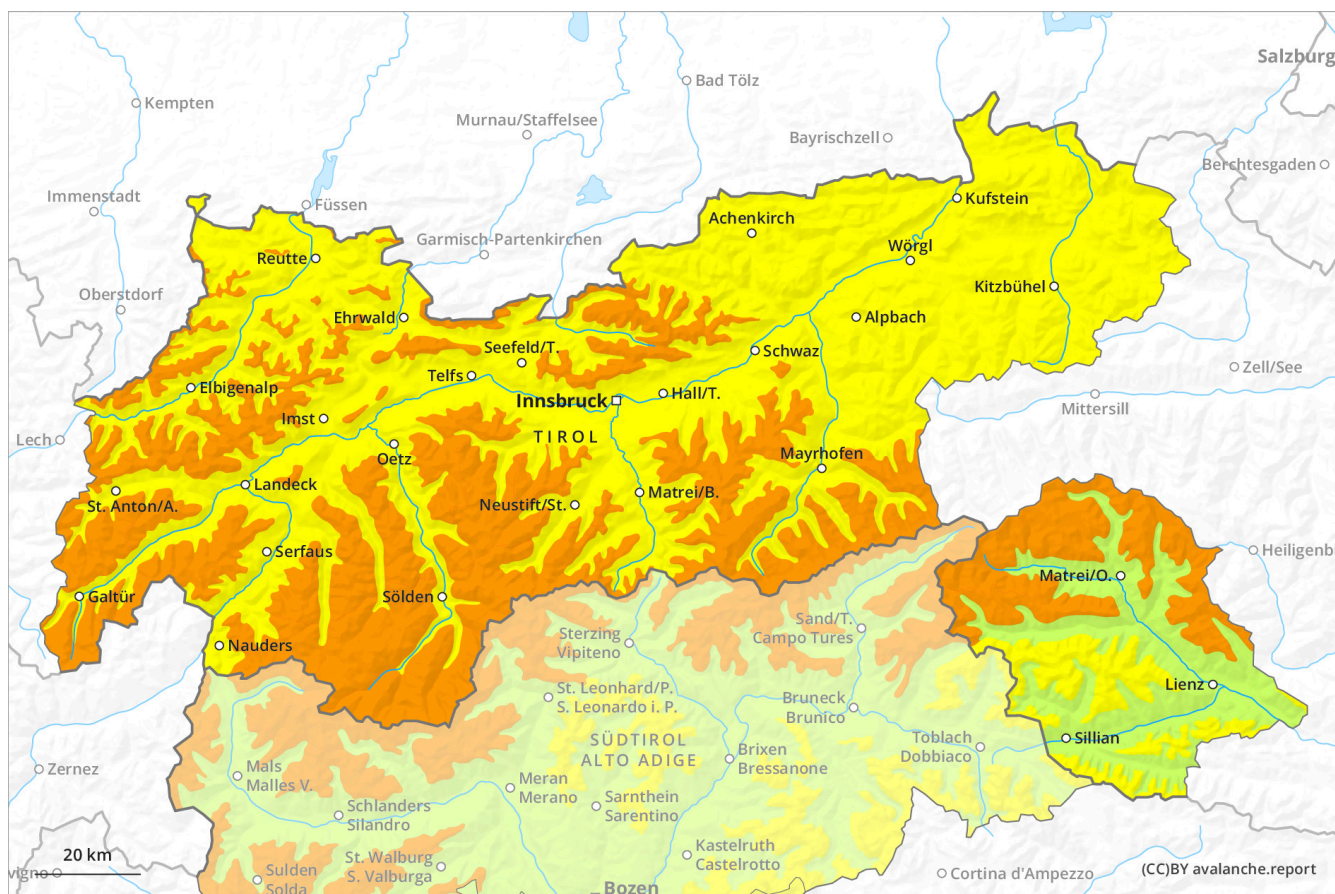 Salzburg
Bad Tölz
Kempten
Murnau/Staffelsee
Bayrischzell
Berchtesgaden
Immenstadt
Füssen
Kufstein
Achenkirch
Garmisch-Partenkirchen
Wörgl
Reutte
Kitzbühel
Oberstdorf
Ehrwald
Alpbach
Seefeld/T.
Schwaz
Zell/See
Telfs
Elbigenalp
Hall/T.
Innsbruck
Mittersill
Imst
TIROL
Lech
Oetz
Mayrhofen
Landeck
Matrei/B.
St. Anton/A.
Neustift/St.
Serfaus
Heiligenb
Matrei/O.
Galtür
Sölden
Sand/T.
Campo Tures
Sterzing
Vipiteno
Nauders
Lienz
St. Leonhard/P.
S. Leonardo i. P.
Bruneck
Brunico
Sillian
SÜDTIROL
ALTO ADIGE
Toblach
Dobbiaco
Brixen
Bressanone
Zernez
Mals
Malles V.
Meran
Merano
Sarnthein
Sarentino
Schlanders
Silandro
Kastelruth
Castelrotto
20 km
St. Walburg
S. Valburga
vigno
Sulden
Solda
Cortina d'Ampezzo
(CC)BY avalanche.report
Bozen